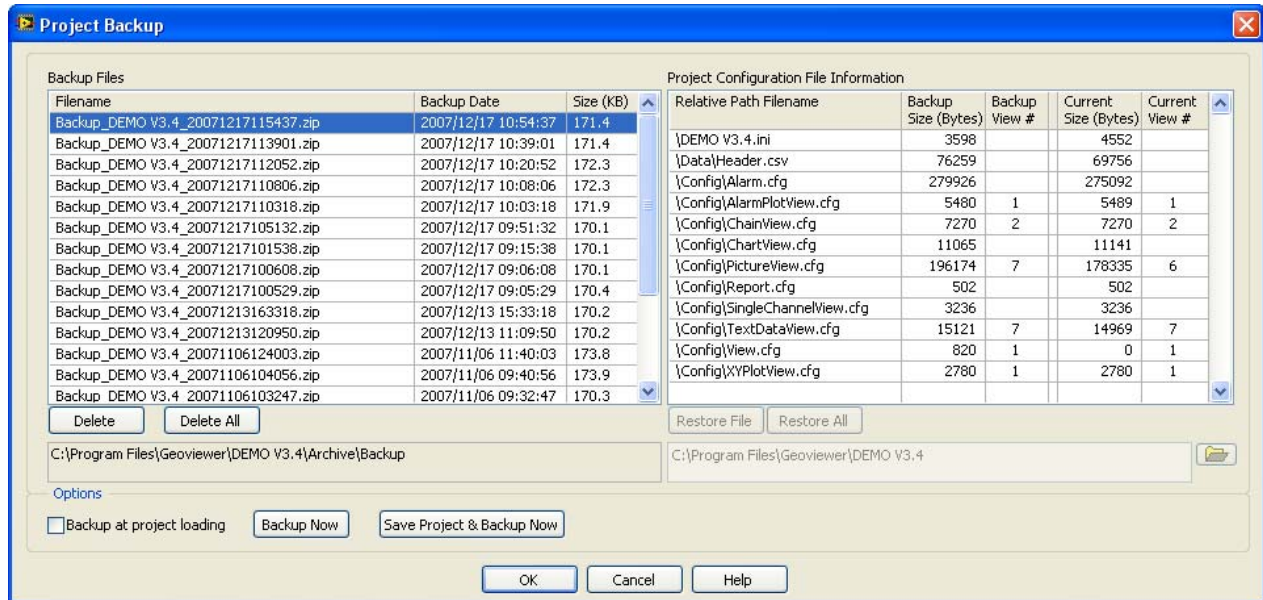 Project Backup
Backup Files
Filename Backup Date Size (KB)
Backup_DEMO V3.4_20071217115437.zip 2007/12/17 10:54:37 171.4
Backup_DEMO V3.4_20071217113901.zip 2007/12/17 10:39:01 171.4
Backup_DEMO V3.4_20071217112052.zip 2007/12/17 10:20:52 172.3
Backup_DEMO V3.4_20071217110806.zip 2007/12/17 10:08:06 172.3
Backup_DEMO V3.4_20071217110318.zip 2007/12/17 10:03:18 171.9
Backup_DEMO V3.4_20071217105132.zip 2007/12/17 09:51:32 170.1
Backup_DEMO V3.4_20071217101538.zip 2007/12/17 09:15:38 170.1
Backup_DEMO V3.4_20071217100608.zip 2007/12/17 09:06:08 170.1
Backup_DEMO V3.4_20071217100529.zip 2007/12/17 09:05:29 170.4
Backup_DEMO V3.4_20071213163318.zip 2007/12/13 15:33:18 170.2
Backup_DEMO V3.4_20071213120950.zip 2007/12/13 11:09:50 170.2
Backup_DEMO V3.4_20071106124003.zip 2007/11/06 11:40:03 173.8
Backup_DEMO V3.4_20071106104056.zip 2007/11/06 09:40:56 173.9
Backup_DEMO V3.4_20071106103247.zip 2007/11/06 09:32:47 170.3
Delete Delete All
C:\Program Files\Geoviewer\DEMO V3.4\Archive\Backup
Project Configuration File Information
Relative Path Filename Backup Backup Current Current
Size (Bytes) View # Size (Bytes) View #
\DEMO V3.4.ini 3598 4552
\Data\Header.csv 76259 69756
\Config\Alarm.cfg 279926 275092
\Config\AlarmPlotView.cfg 5480 1 5489 1
\Config\ChainView.cfg 7270 2 7270 2
\Config\ChartView.cfg 11065 11141
\Config\PictureView.cfg 196174 7 178335 6
\Config\Report.cfg 502 502
\Config\SingleChannelView.cfg 3236 3236
\Config\TextDataView.cfg 15121 7 14969 7
\Config\View.cfg 820 1 0 1
\Config\XYPlotView.cfg 2780 1 2780 1
Restore File Restore All
C:\Program Files\Geoviewer\DEMO V3.4
Options
Backup at project loading Backup Now Save Project & Backup Now
OK Cancel Help